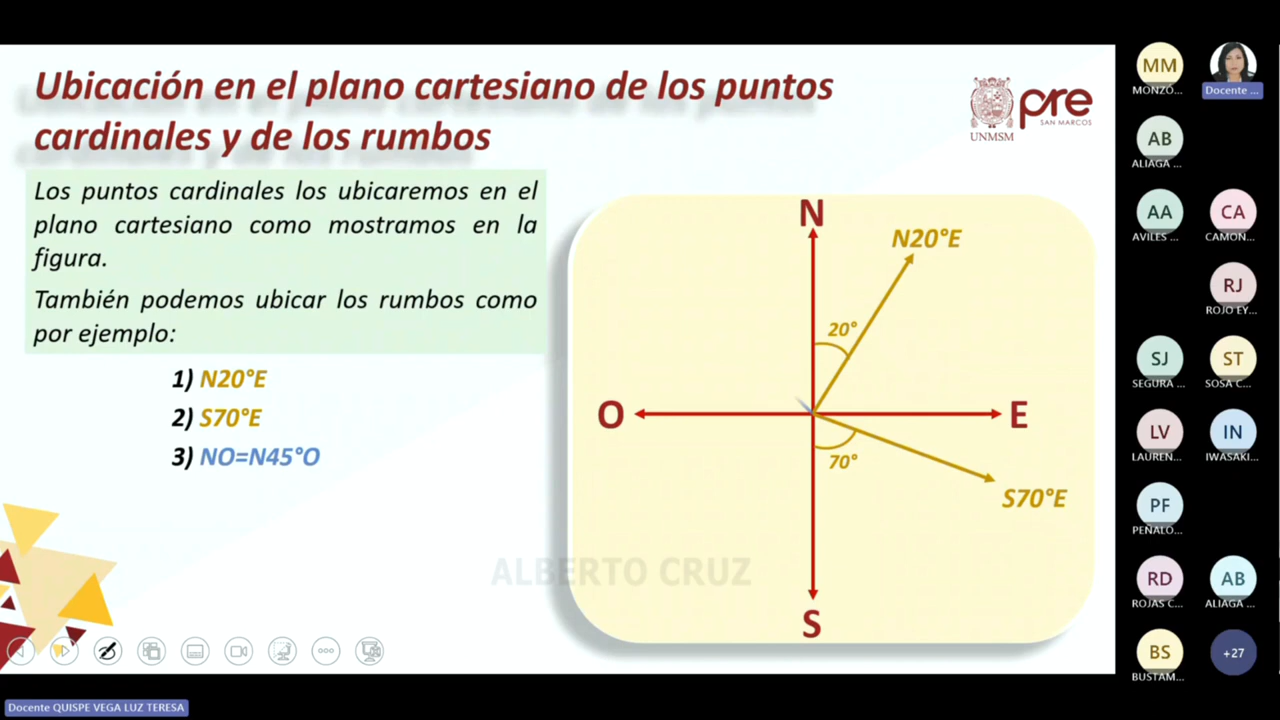 Ubicación en el plano cartesiano de los puntos
cardinales y de los rumbos
UNMSM
pre
SAN MARCOS
Los puntos cardinales los ubicaremos en el
plano cartesiano como mostramos en la
figura.
También podemos ubicar los rumbos como
por ejemplo:
1) N20°E
2) S70°E
3) NO=N45°O
N
N20°E
20°
O
E
70°
S70°E
S
ALBERTO CRUZ
MM
MONZO...
Docente ...
AB
ALIAGA ...
AA
AVILES ...
CA
CAMON...
RJ
ROJO EY...
SJ
SEGURA ...
ST
SOSA C...
LV
LAUREN...
IN
IWASAKI...
PF
PEÑALO...
RD
ROJAS C...
AB
ALIAGA ...
BS
BUSTAM...
+27
Docente QUISPE VEGA LUZ TERESA